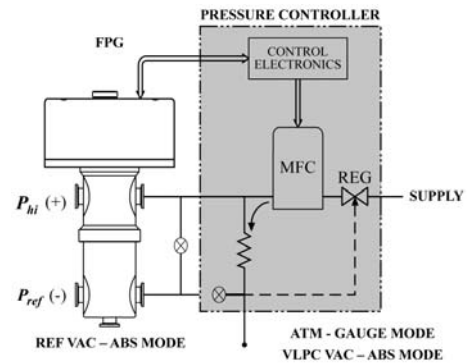 PRESSURE CONTROLLER
FPG
CONTROL
ELECTRONICS
MFC
REG
SUPPLY
P_hi (+)
P_ref (-)
REF VAC – ABS MODE
ATM - GAUGE MODE
VLPC VAC – ABS MODE